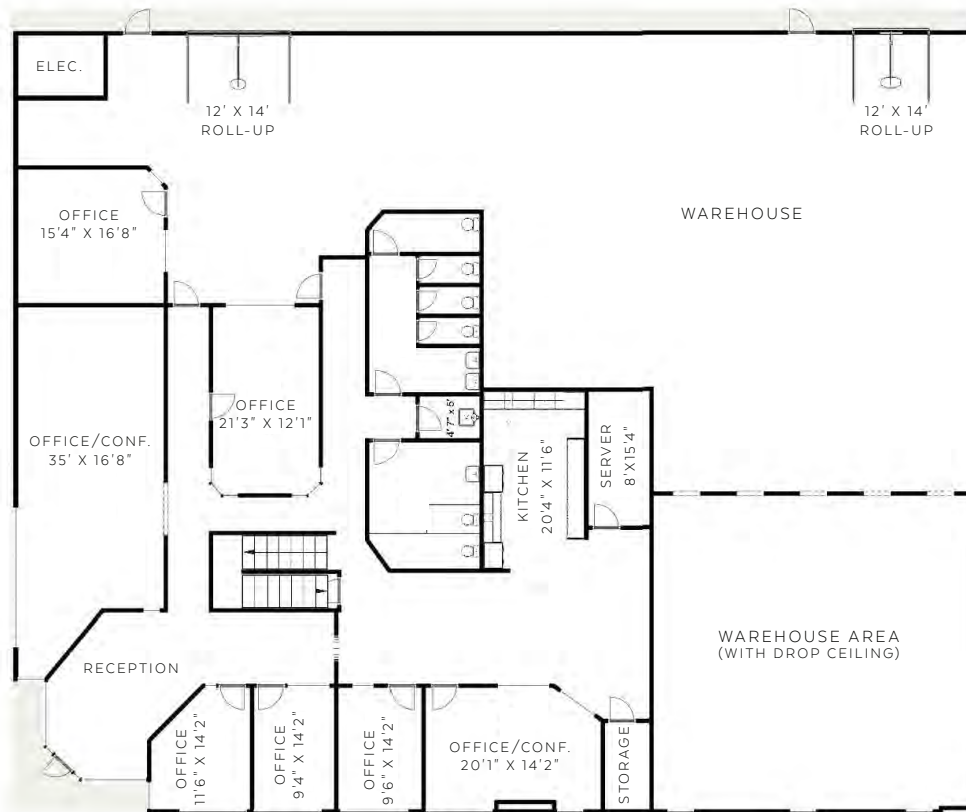 ELEC.
12' X 14'
ROLL-UP
12' X 14'
ROLL-UP
OFFICE
15'4" X 16'8"
WAREHOUSE
OFFICE
21'3" X 12'1"
4'7" x 5'
OFFICE/CONF.
35' X 16'8"
KITCHEN
20'4" X 11'6"
SERVER
8'X15'4"
WAREHOUSE AREA
(WITH DROP CEILING)
RECEPTION
OFFICE
11'6" X 14'2"
OFFICE
9'4" X 14'2"
OFFICE
9'6" X 14'2"
OFFICE/CONF.
20'1" X 14'2"
STORAGE